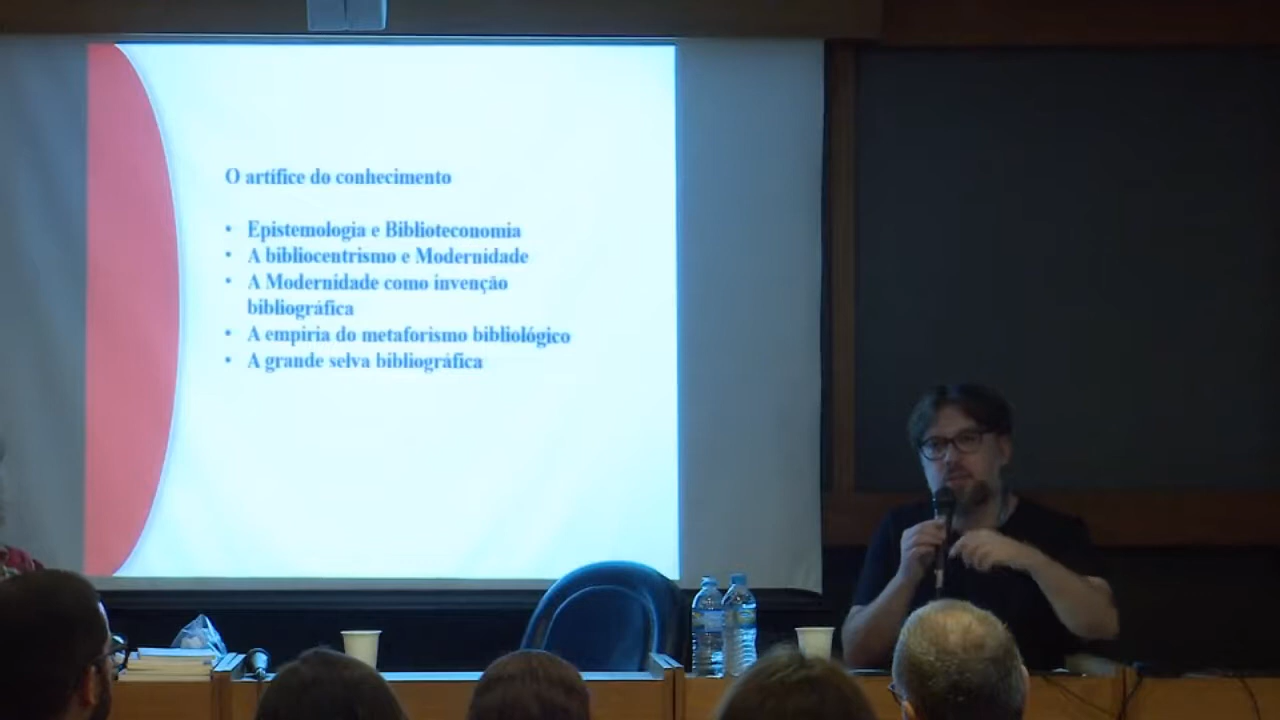 O artífice do conhecimento
• Epistemologia e Biblioteconomia
• A bibliocentrismo e Modernidade
• A Modernidade como invenção
bibliográfica
• A empiria do metaforismo bibliológico
• A grande selva bibliográfica